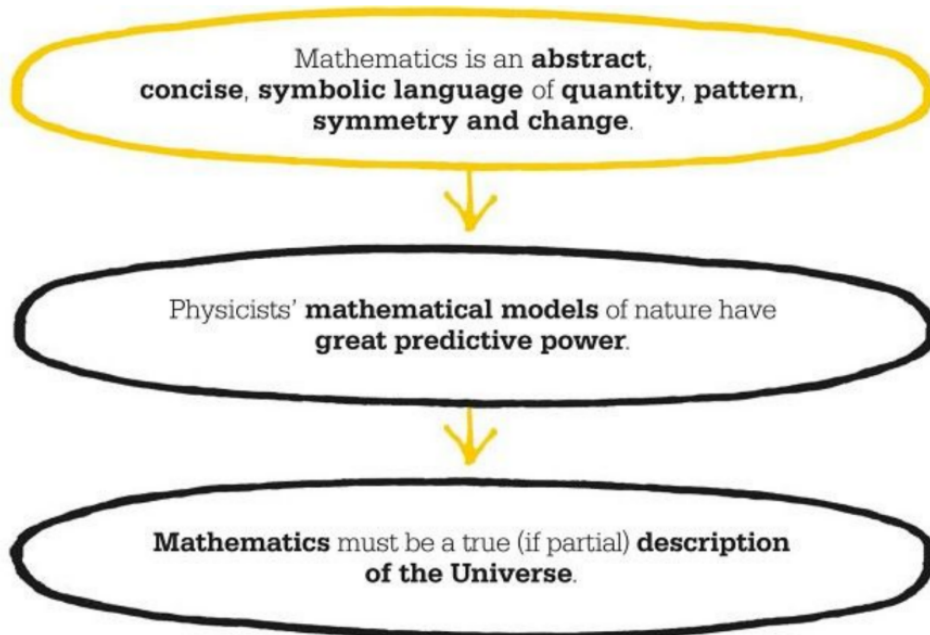 Mathematics is an abstract,
concise, symbolic language of quantity, pattern,
symmetry and change.
Physicists’ mathematical models of nature have
great predictive power.
Mathematics must be a true (if partial) description
of the Universe.